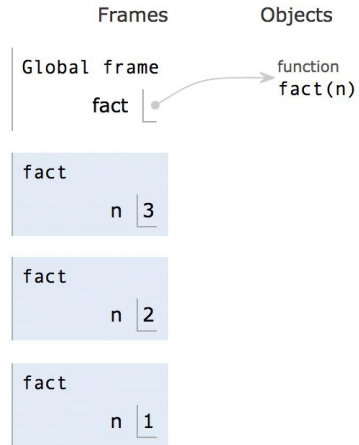 Frames Objects
Global frame
fact
function
fact(n)
fact
n 3
fact
n 2
fact
n 1